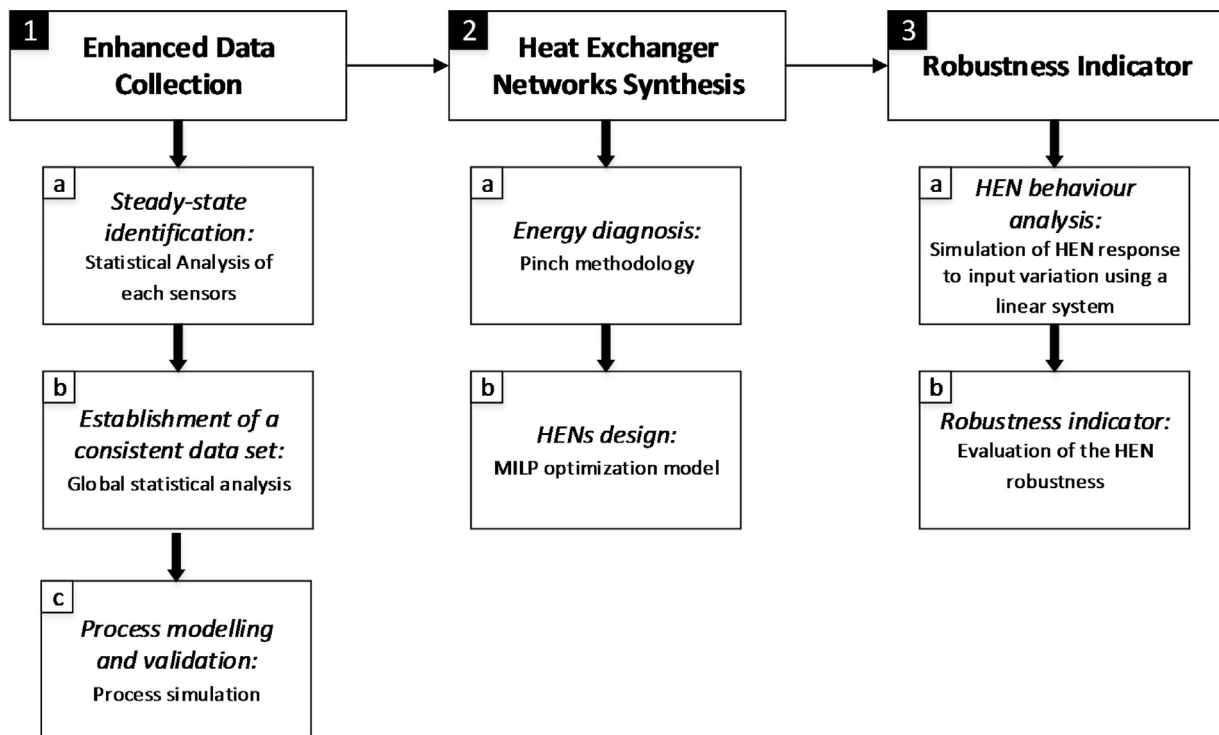 1
Enhanced Data
Collection
a
Steady-state
identification:
Statistical Analysis of
each sensors
b
Establishment of a
consistent data set:
Global statistical analysis
c
Process modelling
and validation:
Process simulation
2
Heat Exchanger
Networks Synthesis
a
Energy diagnosis:
Pinch methodology
b
HENs design:
MILP optimization model
3
Robustness Indicator
a
HEN behaviour
analysis:
Simulation of HEN response
to input variation using a
linear system
b
Robustness indicator:
Evaluation of the HEN
robustness